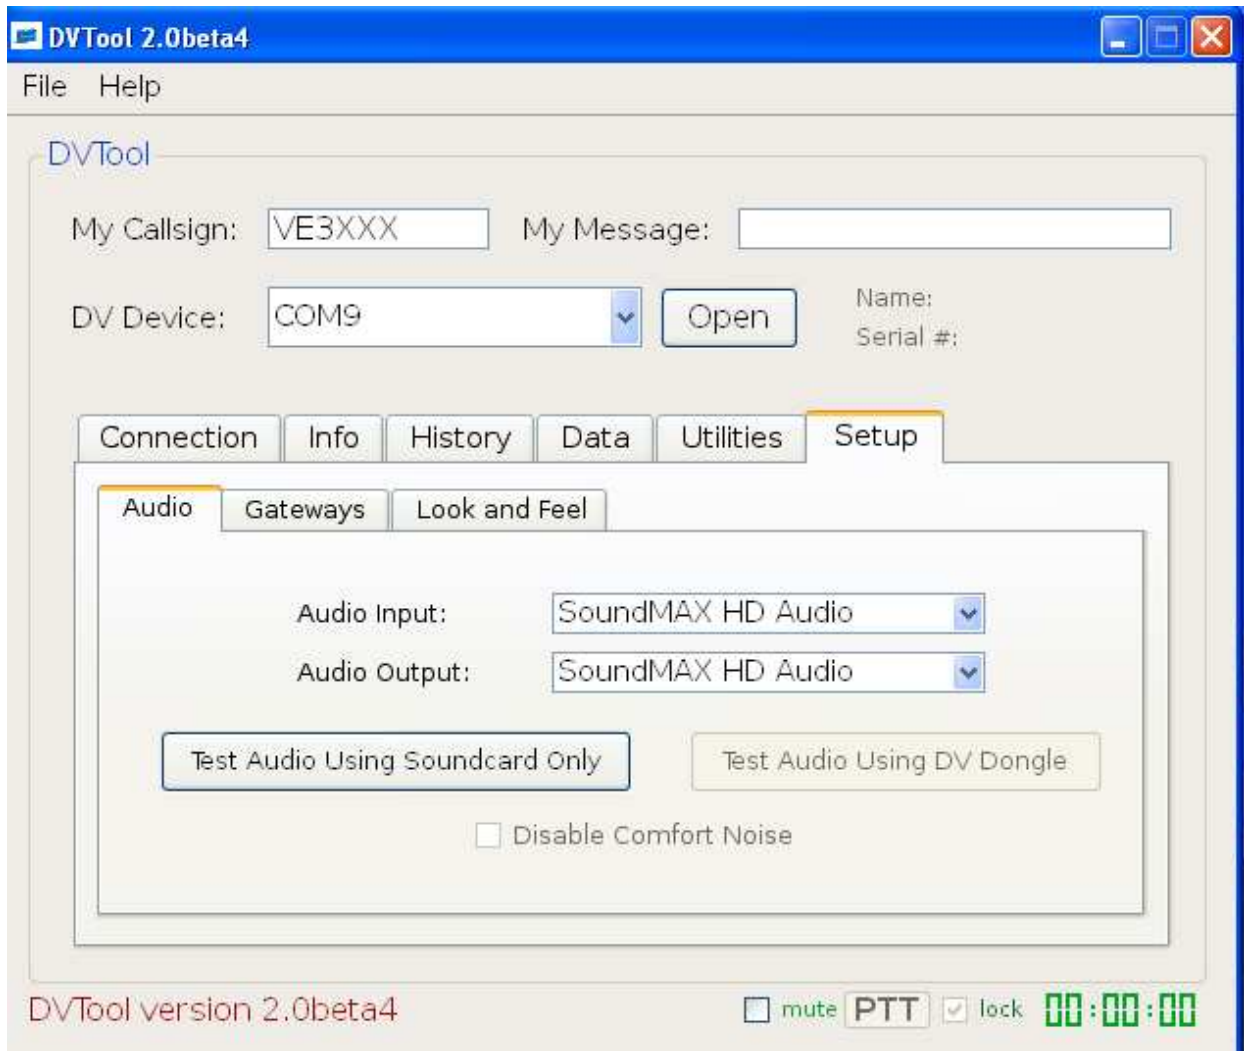 DVTool 2.0beta4
File Help
DVTool
My Callsign: VE3XXX My Message:
DV Device: COM9 Open Name:
Serial #:
Connection Info History Data Utilities Setup
Audio Gateways Look and Feel
Audio Input: SoundMAX HD Audio
Audio Output: SoundMAX HD Audio
Test Audio Using Soundcard Only Test Audio Using DV Dongle
Disable Comfort Noise
DVTool version 2.0beta4 mute PTT lock 00:00:00